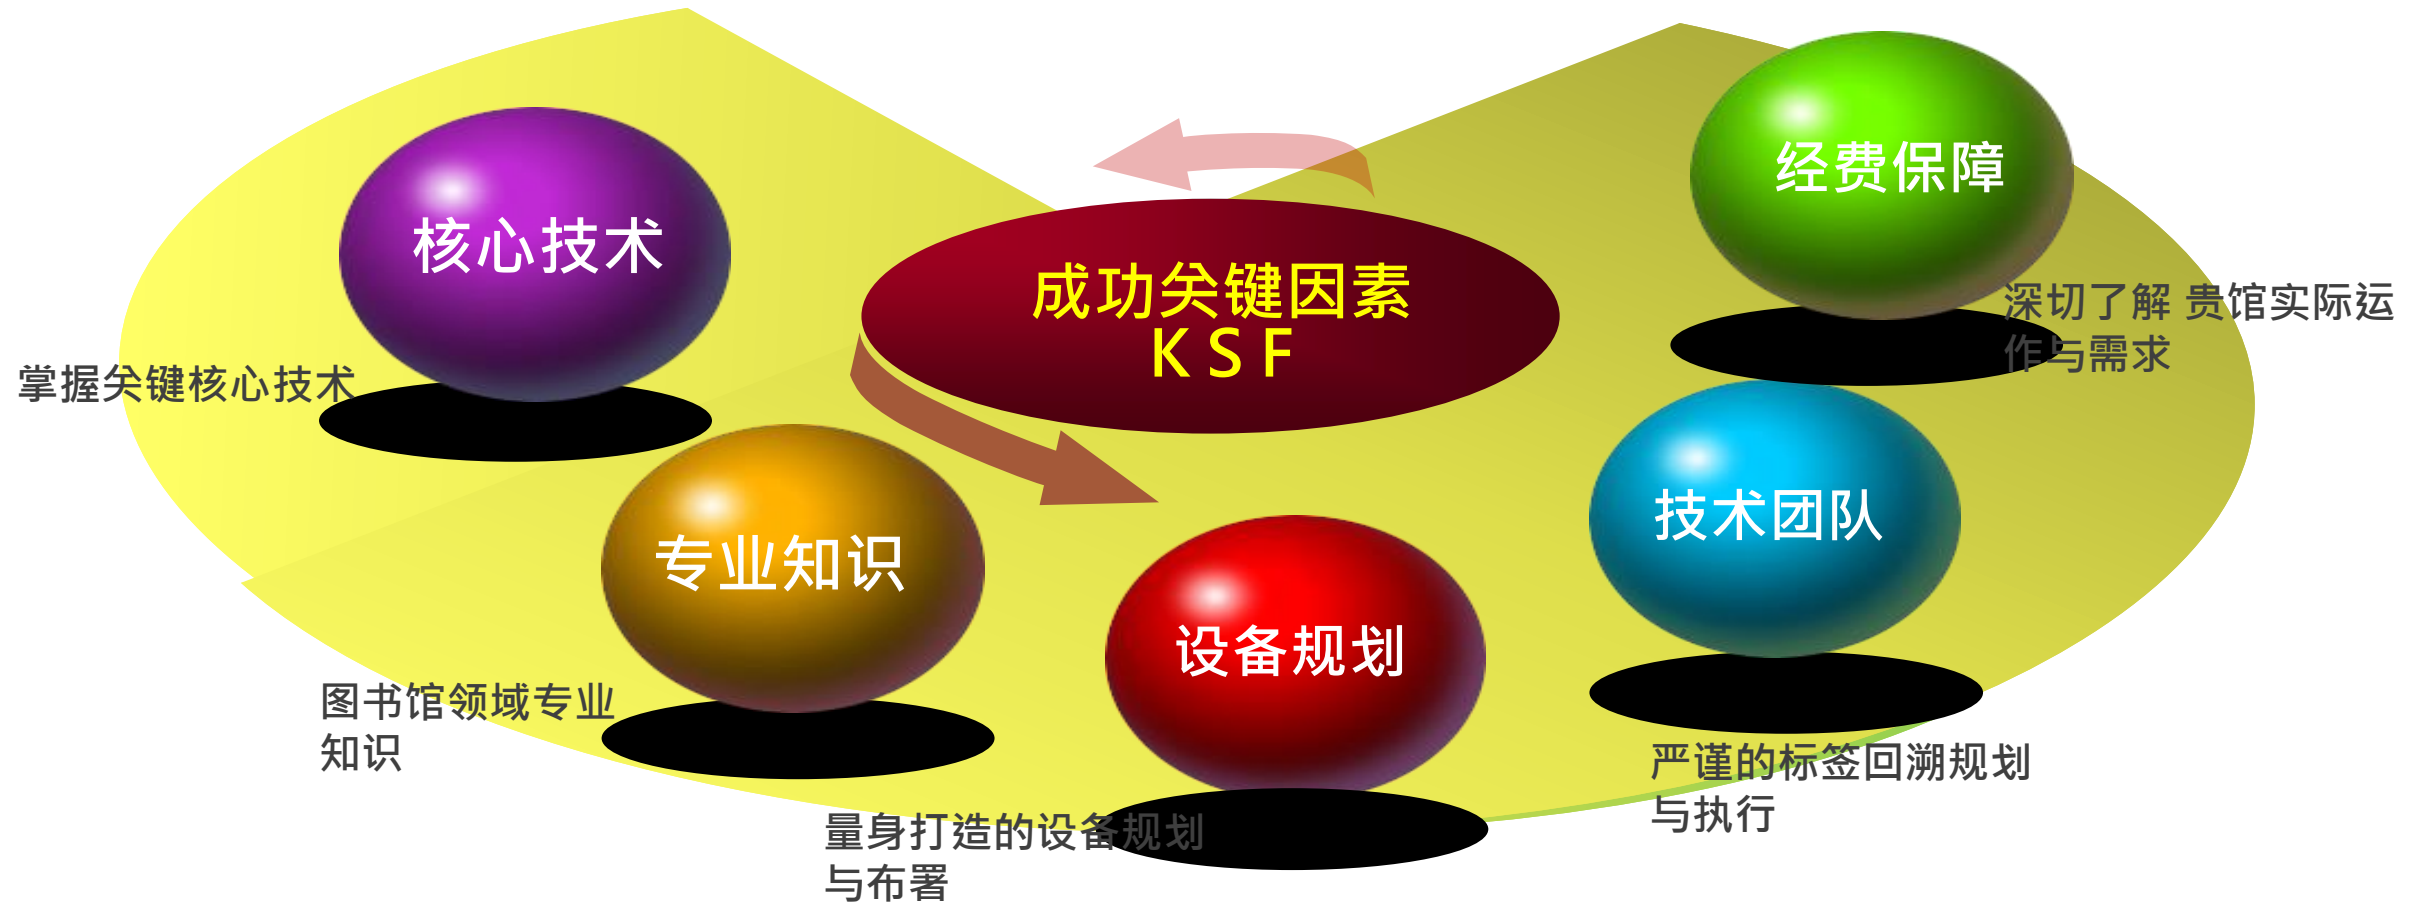 成功关键因素
KSF
核心技术
掌握关键核心技术
专业知识
图书馆领域专业
知识
设备规划
量身打造的设备规划
与布署
技术团队
严谨的标签回溯规划
与执行
经费保障
深切了解 贵馆实际运
作与需求